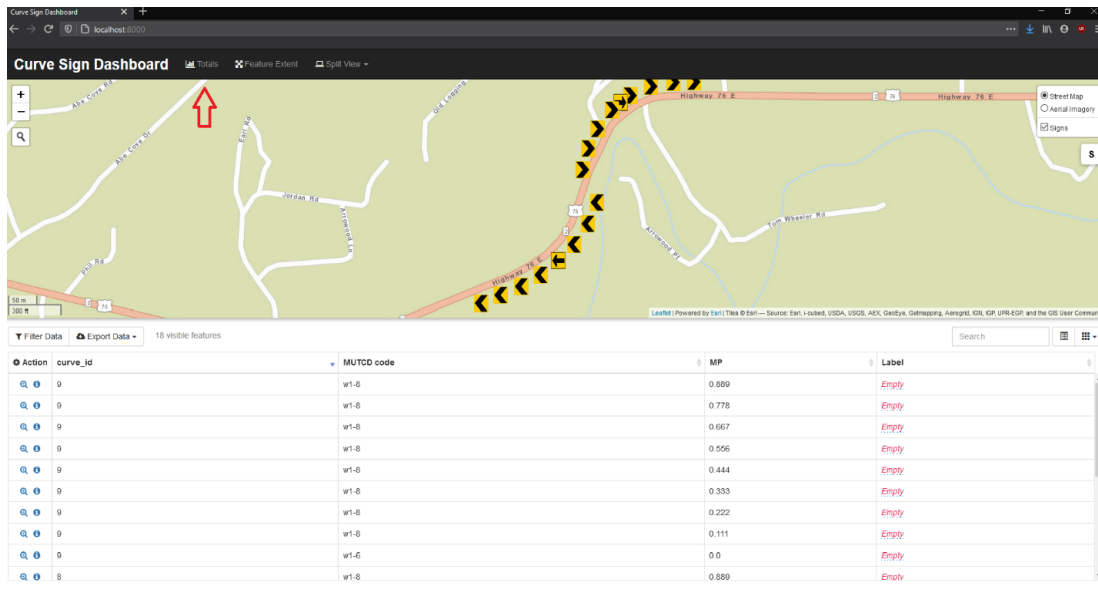 Curve Sign Dashboard
localhost:8000
Curve Sign Dashboard Totals Feature Extent Split View
+
−
Street Map
Aerial Imagery
Signs
S
Abe Cove Rd
Abe Cove Dr
Earl Rd
Old Logging
Highway 76 E
2 76
Highway 76 E
Jordan Rd
Arrowood Ln
76
2
Arrowood Pl
Tom Wheeler Rd
Phil Rd
Highway 76 E
2 76
50 m
300 ft
Leaflet | Powered by Esri | Tiles © Esri — Source: Esri, i-cubed, USDA, USGS, AEX, GeoEye, Getmapping, Aerogrid, IGN, IGP, UPR-EGP, and the GIS User Commun
Filter Data Export Data 18 visible features Search
Action curve_id MUTCD code MP Label
9 w1-8 0.889 Empty
9 w1-8 0.778 Empty
9 w1-8 0.667 Empty
9 w1-8 0.556 Empty
9 w1-8 0.444 Empty
9 w1-8 0.333 Empty
9 w1-8 0.222 Empty
9 w1-8 0.111 Empty
9 w1-6 0.0 Empty
8 w1-8 0.889 Empty